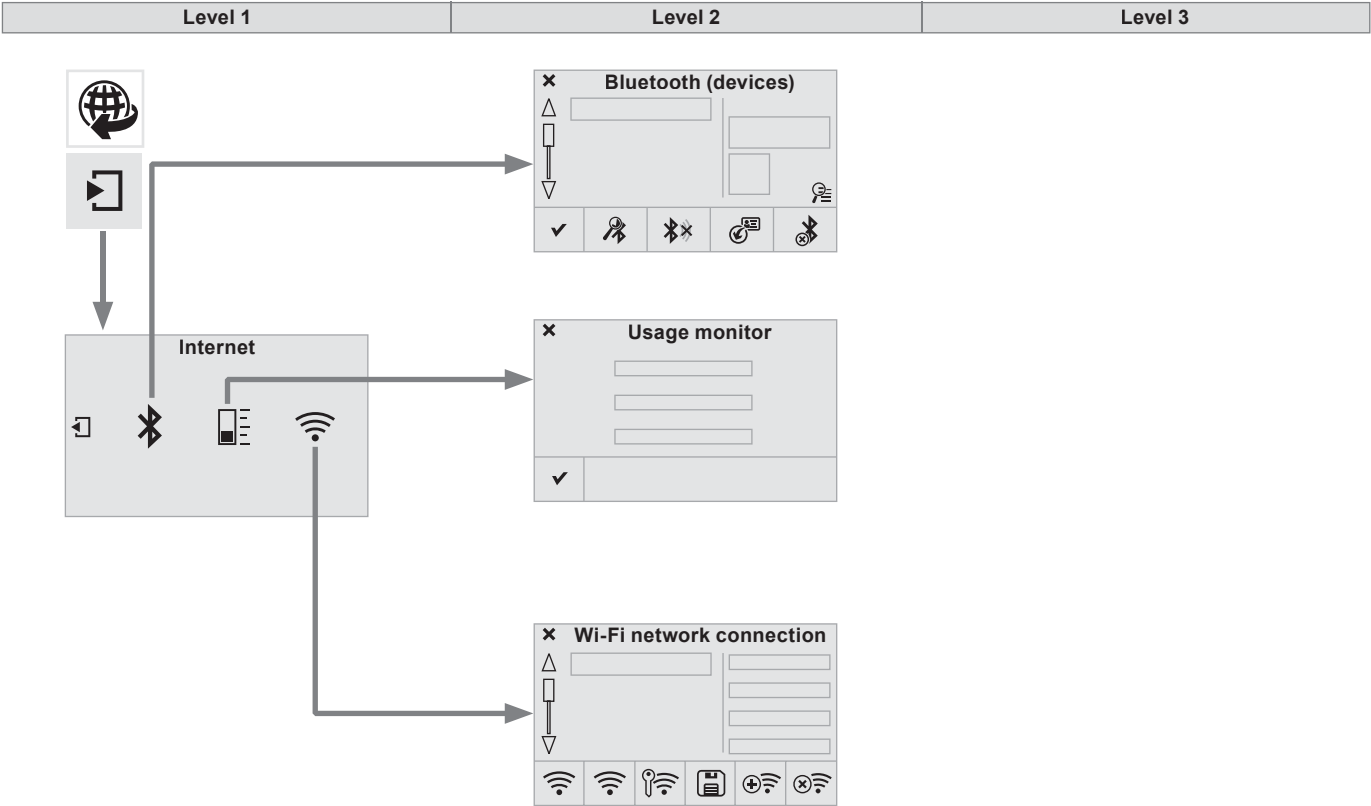 Level 1
Level 2
Level 3
Bluetooth (devices)
Internet
Usage monitor
Wi-Fi network connection